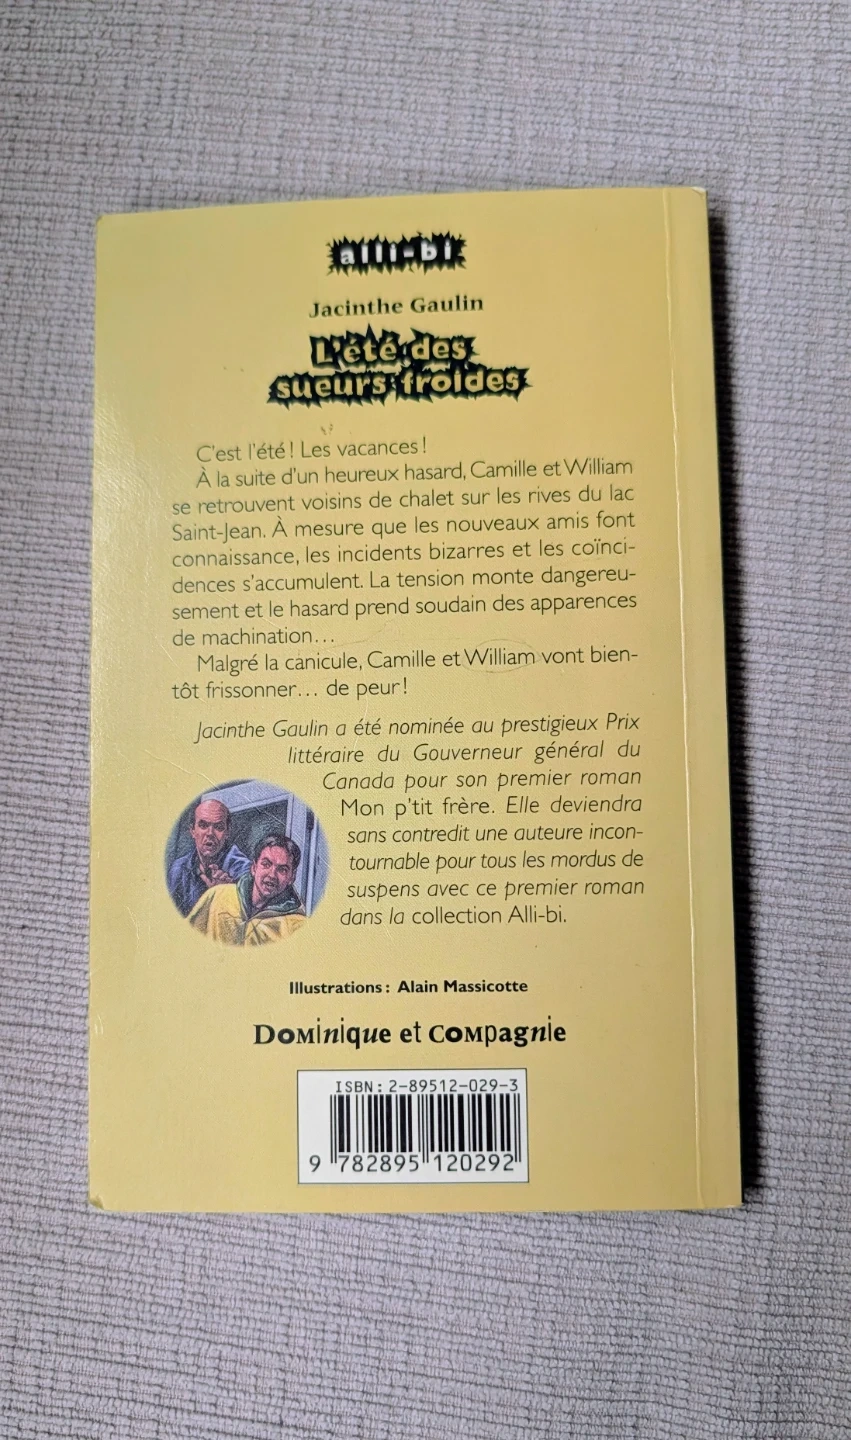 alli-bi
Jacinthe Gaulin
L'été des
sueurs froides
C'est l'été! Les vacances!
À la suite d'un heureux hasard, Camille et William
se retrouvent voisins de chalet sur les rives du lac
Saint-Jean. À mesure que les nouveaux amis font
connaissance, les incidents bizarres et les coïnci-
dences s'accumulent. La tension monte dangereu-
sement et le hasard prend soudain des apparences
de machination...
Malgré la canicule, Camille et William vont bien-
tôt frissonner... de peur!
Jacinthe Gaulin a été nominée au prestigieux Prix
littéraire du Gouverneur général du
Canada pour son premier roman
Mon p'tit frère. Elle deviendra
sans contredit une auteure incon-
tournable pour tous les mordus de
suspens avec ce premier roman
dans la collection Alli-bi.
Illustrations: Alain Massicotte
Dominique et compagnie
ISBN: 2-89512-029-3
9 782895 120292